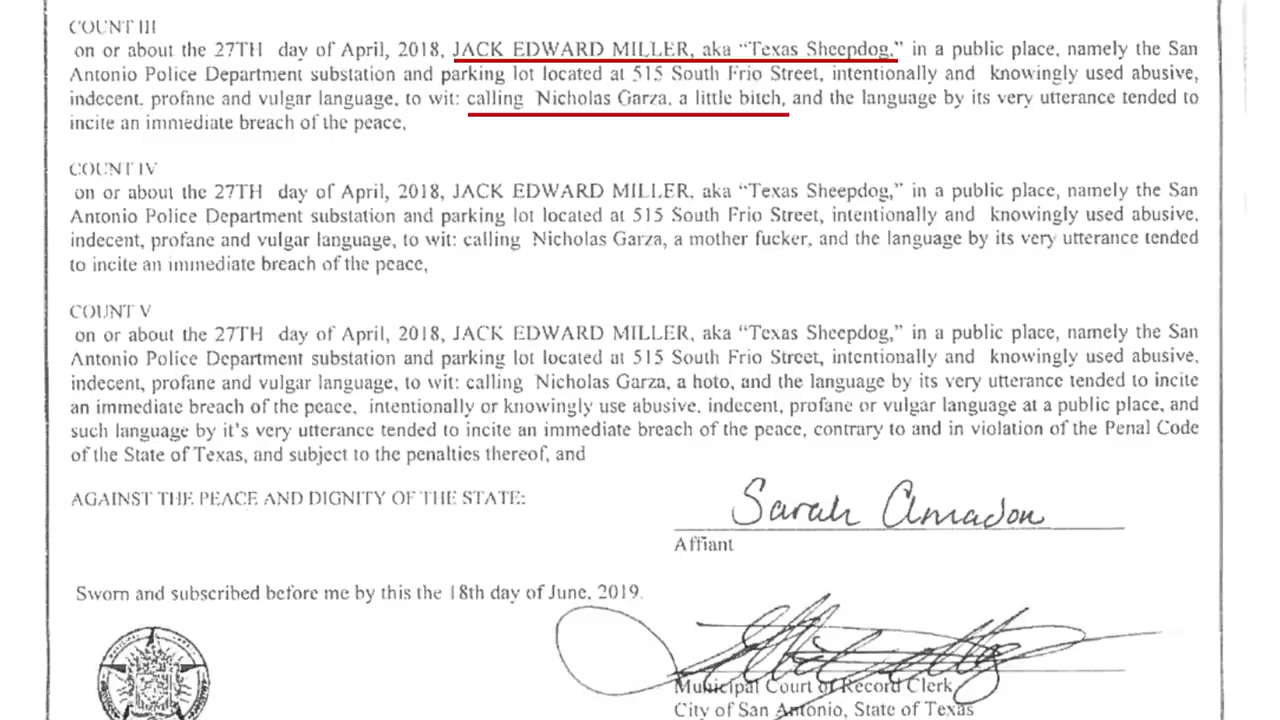 COUNT III
on or about the 27TH day of April, 2018, JACK EDWARD MILLER, aka “Texas Sheepdog,” in a public place, namely the San
Antonio Police Department substation and parking lot located at 515 South Frio Street, intentionally and knowingly used abusive,
indecent, profane and vulgar language, to wit: calling Nicholas Garza, a little bitch, and the language by its very utterance tended to
incite an immediate breach of the peace,
COUNT IV
on or about the 27TH day of April, 2018, JACK EDWARD MILLER, aka “Texas Sheepdog,” in a public place, namely the San
Antonio Police Department substation and parking lot located at 515 South Frio Street, intentionally and knowingly used abusive,
indecent, profane and vulgar language, to wit: calling Nicholas Garza, a mother fucker, and the language by its very utterance tended
to incite an immediate breach of the peace,
COUNT V
on or about the 27TH day of April, 2018, JACK EDWARD MILLER, aka “Texas Sheepdog,” in a public place, namely the San
Antonio Police Department substation and parking lot located at 515 South Frio Street, intentionally and knowingly used abusive,
indecent, profane and vulgar language, to wit: calling Nicholas Garza, a hoto, and the language by its very utterance tended to incite
an immediate breach of the peace, intentionally or knowingly use abusive, indecent, profane or vulgar language at a public place, and
such language by it's very utterance tended to incite an immediate breach of the peace, contrary to and in violation of the Penal Code
of the State of Texas, and subject to the penalties thereof, and
AGAINST THE PEACE AND DIGNITY OF THE STATE:
Sarah Amadon
Affiant
Sworn and subscribed before me by this the 18th day of June, 2019.
Municipal Court of Record Clerk
City of San Antonio, State of Texas